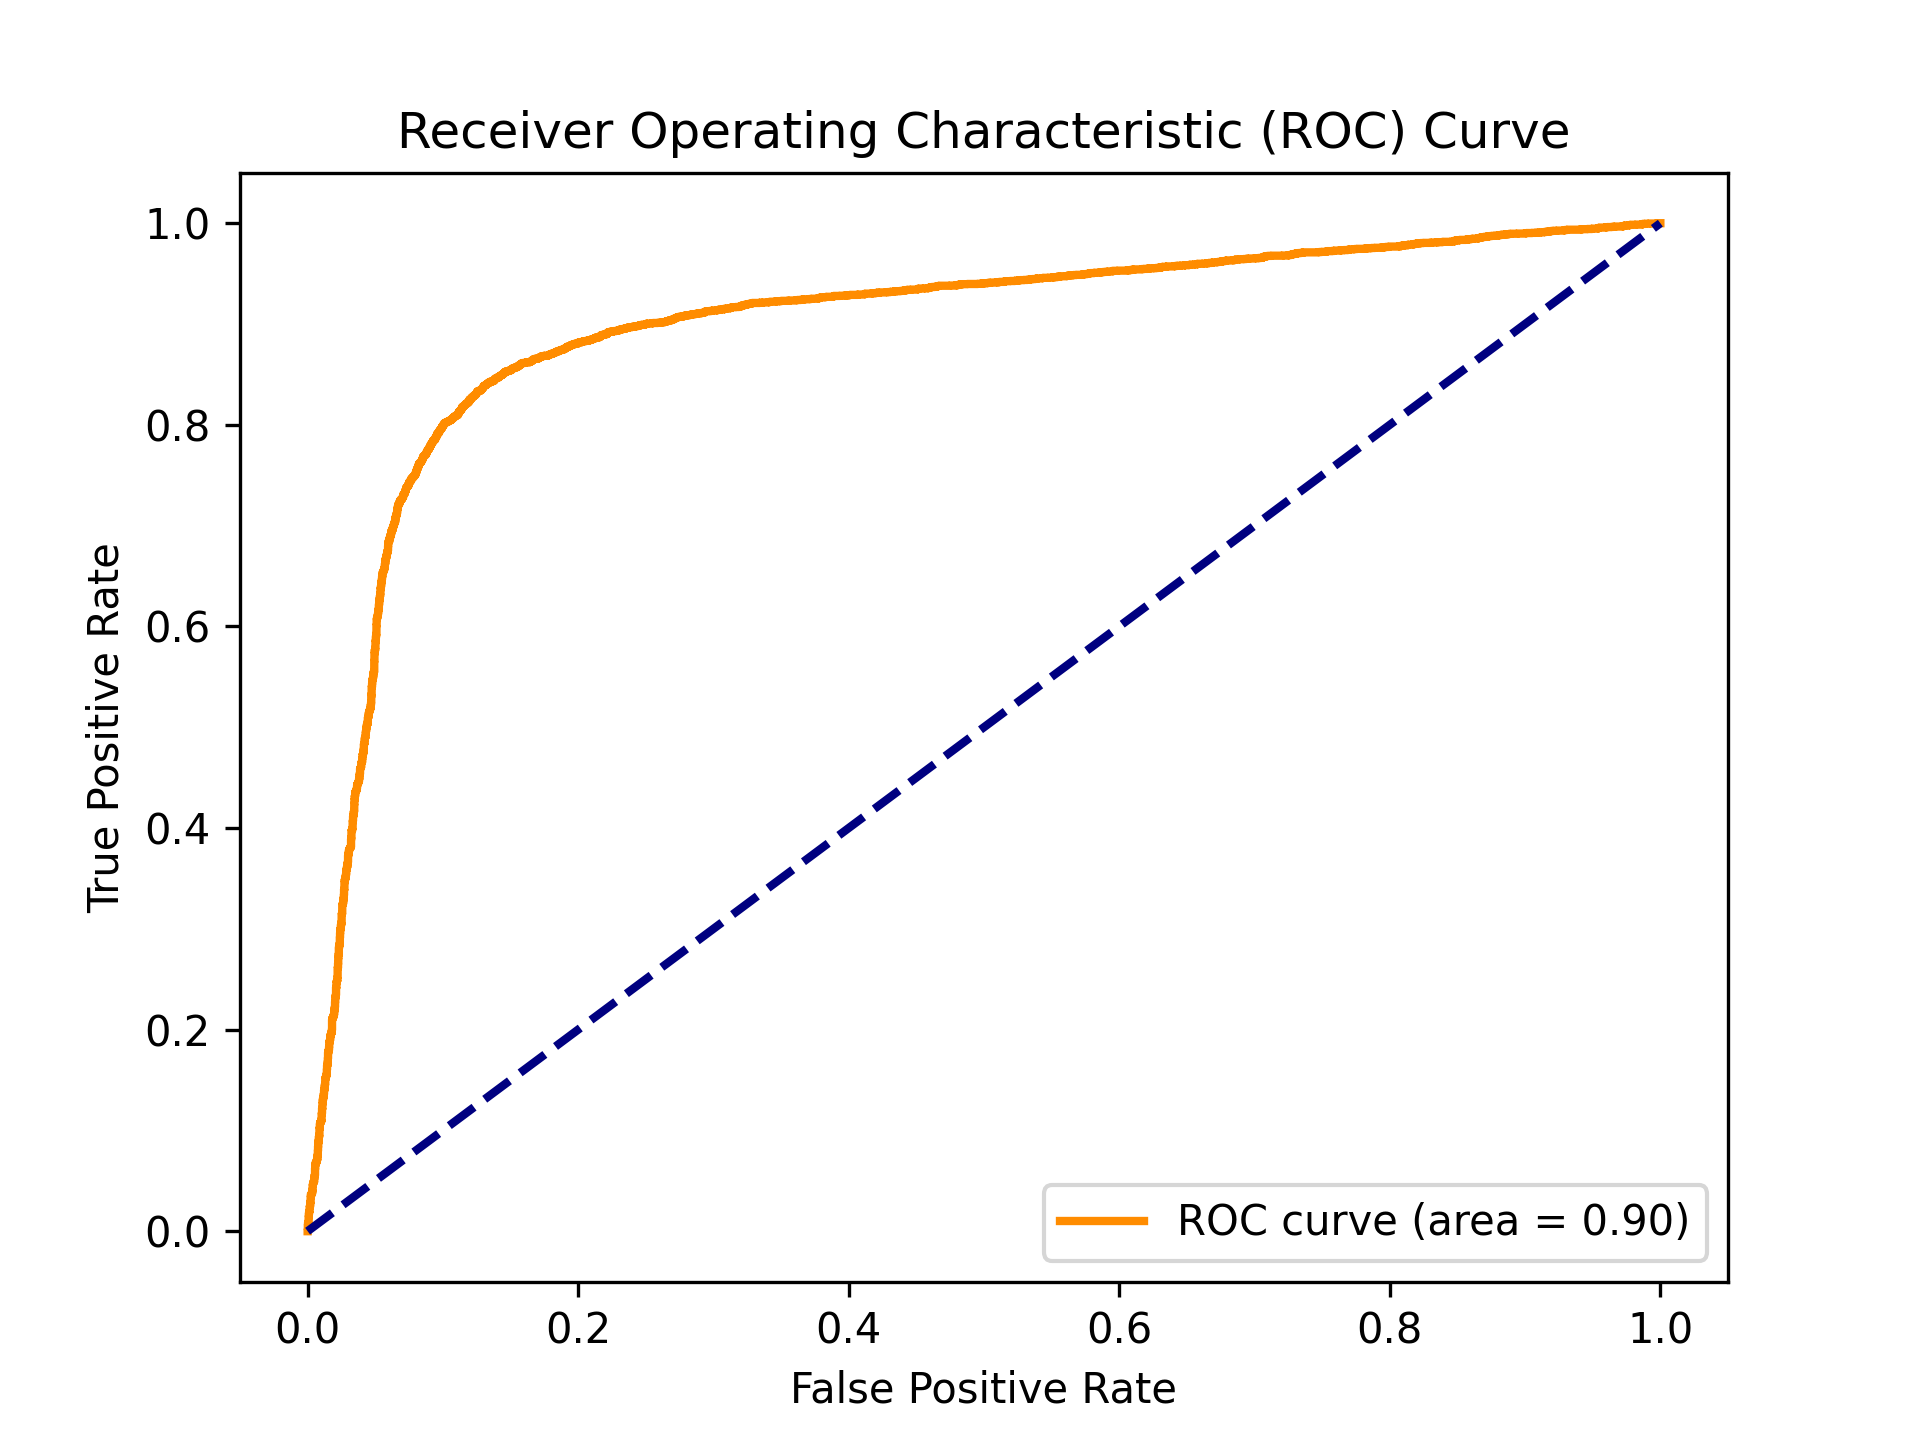 Receiver Operating Characteristic (ROC) Curve
1.0
0.8
0.6
0.4
0.2
0.0
True Positive Rate
ROC curve (area = 0.90)
0.0 0.2 0.4 0.6 0.8 1.0
False Positive Rate